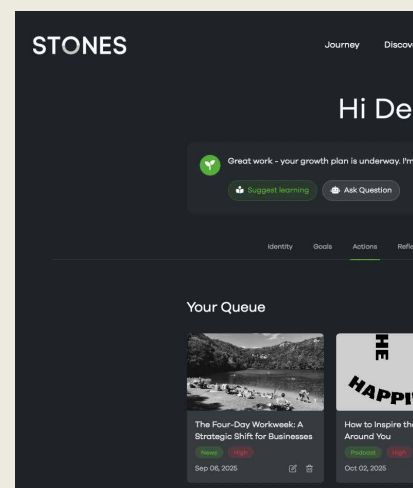 STONES
Journey Discov
Hi De
Great work - your growth plan is underway. I'm
Suggest learning Ask Question
Identity Goals Actions Refle
Your Queue
HE
HAPPI
The Four-Day Workweek: A
Strategic Shift for Businesses
News High
Sep 06, 2025
How to Inspire the
Around You
Podcast High
Oct 02, 2025